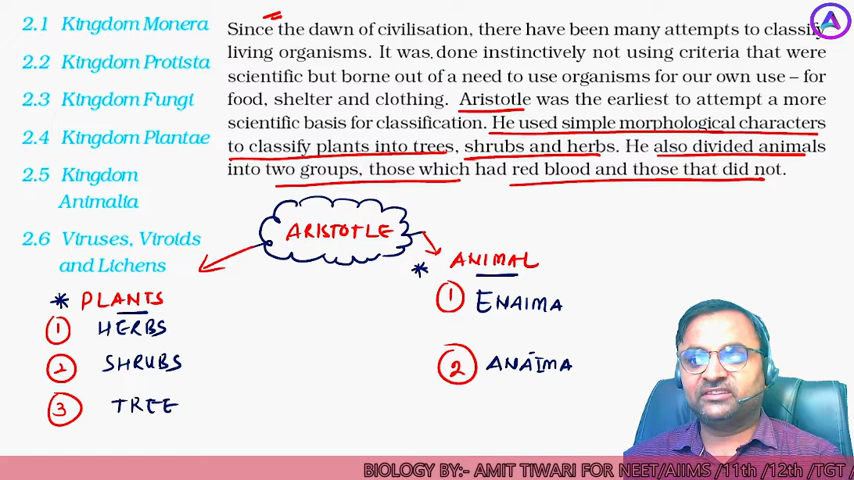 2.1 Kingdom Monera
2.2 Kingdom Protista
2.3 Kingdom Fungi
2.4 Kingdom Plantae
2.5 Kingdom
Animalia
2.6 Viruses, Viroids
and Lichens
Since the dawn of civilisation, there have been many attempts to classify
living organisms. It was done instinctively not using criteria that were
scientific but borne out of a need to use organisms for our own use – for
food, shelter and clothing. Aristotle was the earliest to attempt a more
scientific basis for classification. He used simple morphological characters
to classify plants into trees, shrubs and herbs. He also divided animals
into two groups, those which had red blood and those that did not.
ARISTOTLE
* PLANTS
1 HERBS
2 SHRUBS
3 TREE
* ANIMAL
1 ENAIMA
2 ANAIMA
A
BIOLOGY BY:- AMIT TIWARI FOR NEET/AIIMS /11th /12th /TGT /